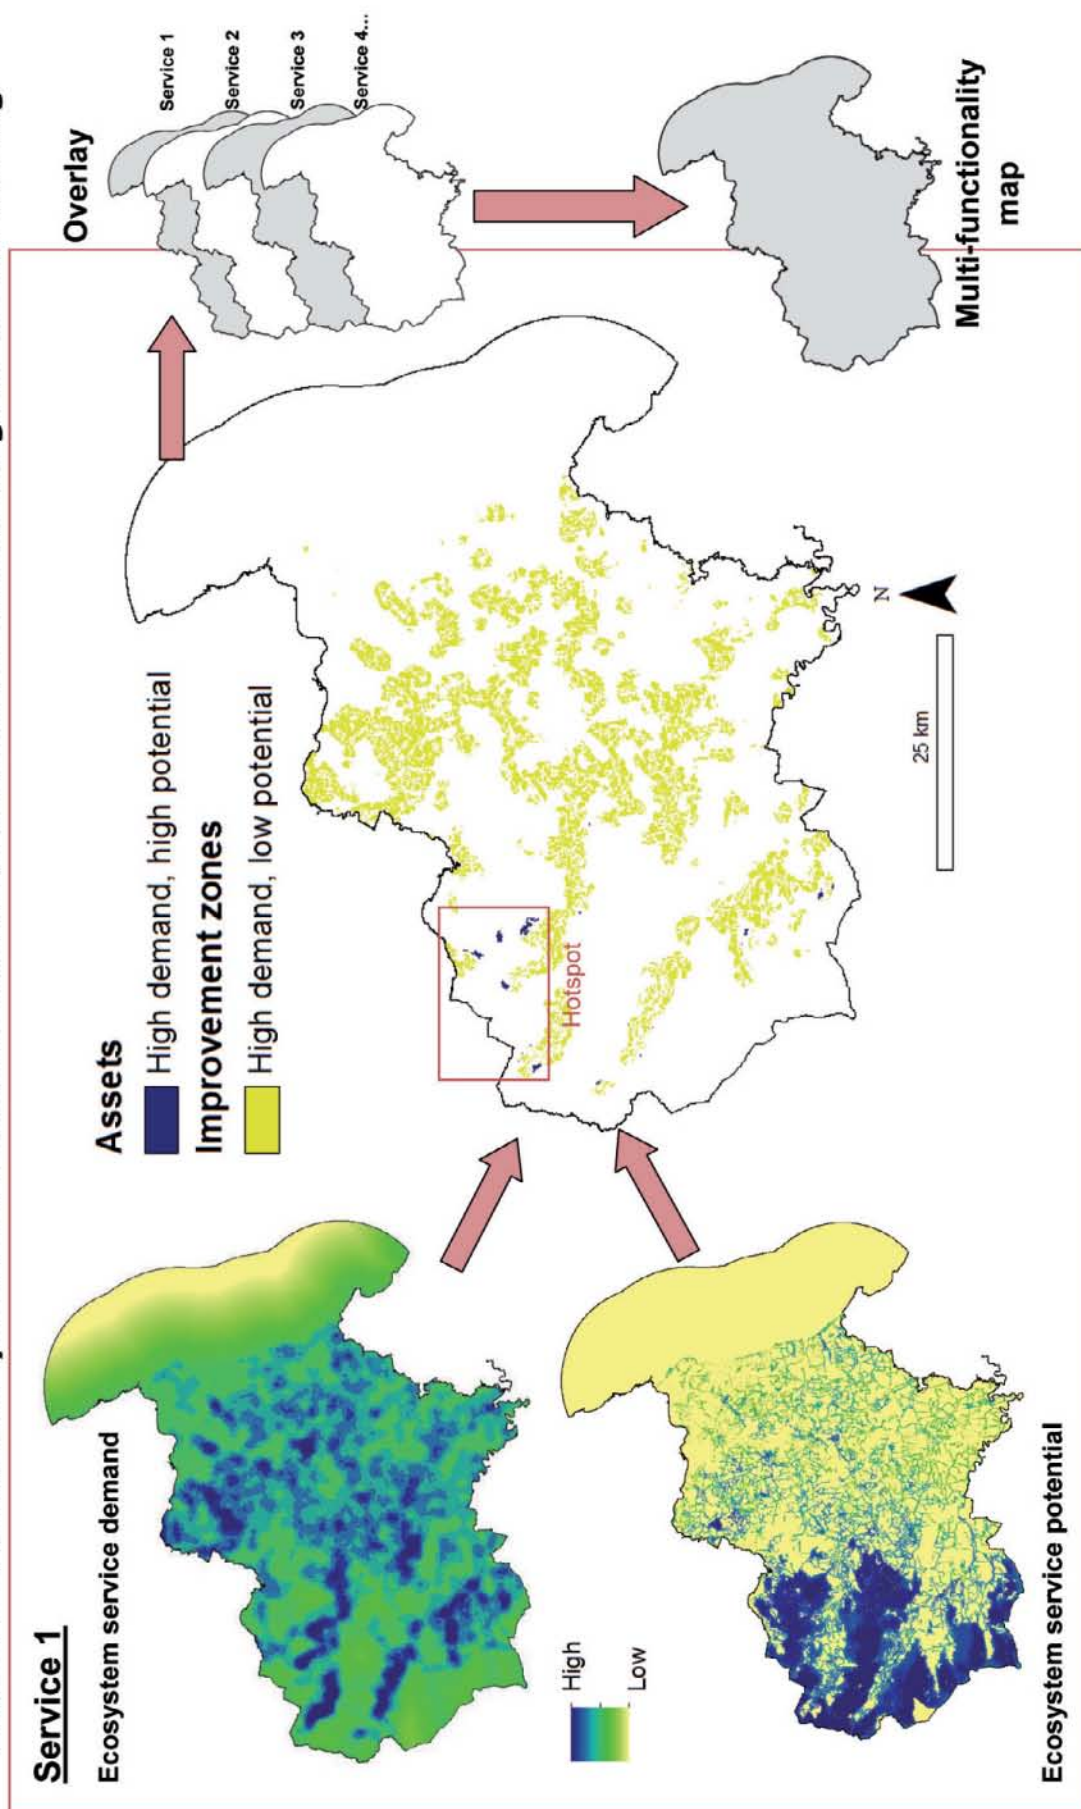 Service 1
Ecosystem service demand
High
Low
Ecosystem service potential
Assets
High demand, high potential
Improvement zones
High demand, low potential
Hotspot
25 km
N
Overlay
Service 1
Service 2
Service 3
Service 4...
Multi-functionality
map